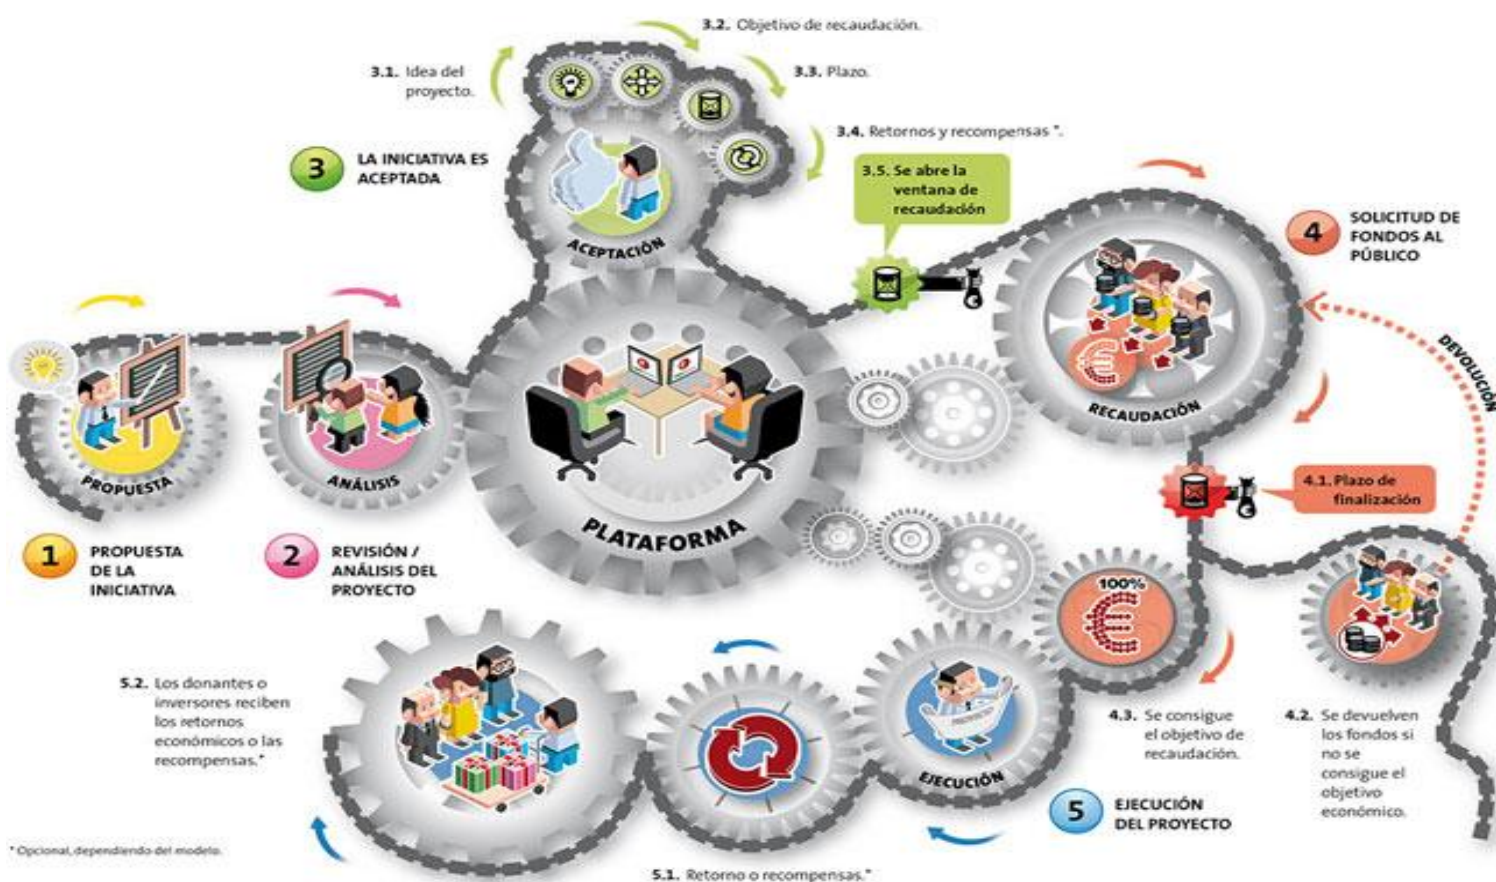 3.2. Objetivo de recaudación.
3.1. Idea del
proyecto.
3.3. Plazo.
3.4. Retornos y recompensas *.
3
LA INICIATIVA ES
ACEPTADA
3.5. Se abre la
ventana de
recaudación
ACEPTACIÓN
4
SOLICITUD DE
FONDOS AL
PÚBLICO
RECAUDACIÓN
DEVOLUCIÓN
PROPUESTA
ANÁLISIS
PLATAFORMA
4.1. Plazo de
finalización
1
PROPUESTA
DE LA
INICIATIVA
2
REVISIÓN /
ANÁLISIS DEL
PROYECTO
100%
€
5.2. Los donantes o
inversores reciben
los retornos
económicos o las
recompensas.*
EJECUCIÓN
4.3. Se consigue
el objetivo de
recaudación.
4.2. Se devuelven
los fondos si
no se
consigue el
objetivo
económico.
5
EJECUCIÓN
DEL PROYECTO
* Opcional, dependiendo del modelo.
5.1. Retorno o recompensas.*